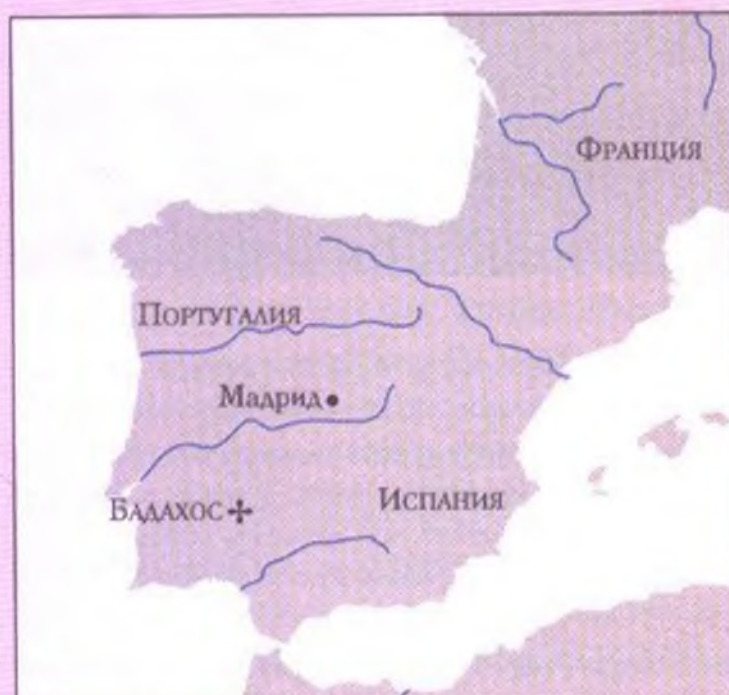 Франция
Португалия
Мадрид
Бадахос
Испания